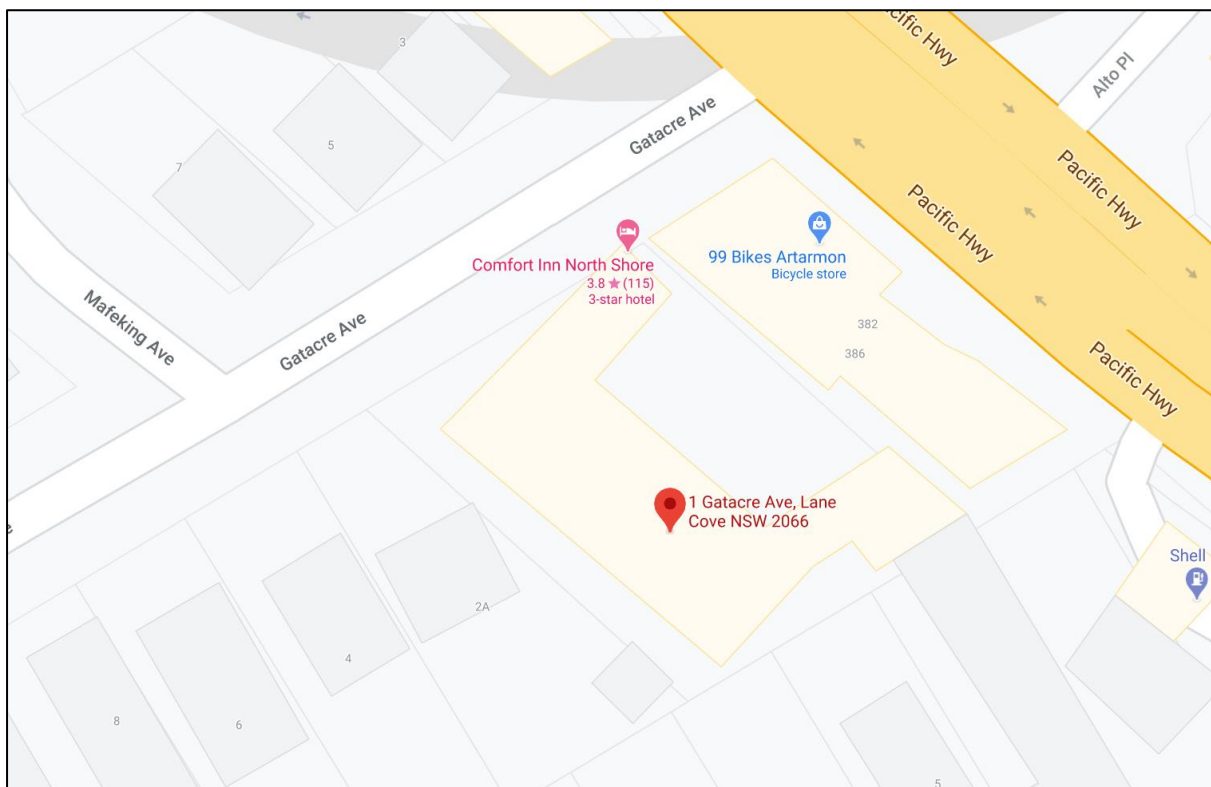 Pacific Hwy
3
Alto Pl
Gatacre Ave
5
7
Pacific Hwy
Pacific Hwy
99 Bikes Artarmon
Bicycle store
Comfort Inn North Shore
3.8 ★ (115)
3-star hotel
Mafeking Ave
Gatacre Ave
382
386
Pacific Hwy
1 Gatacre Ave, Lane
Cove NSW 2066
Shell
2A
4
6
8
5